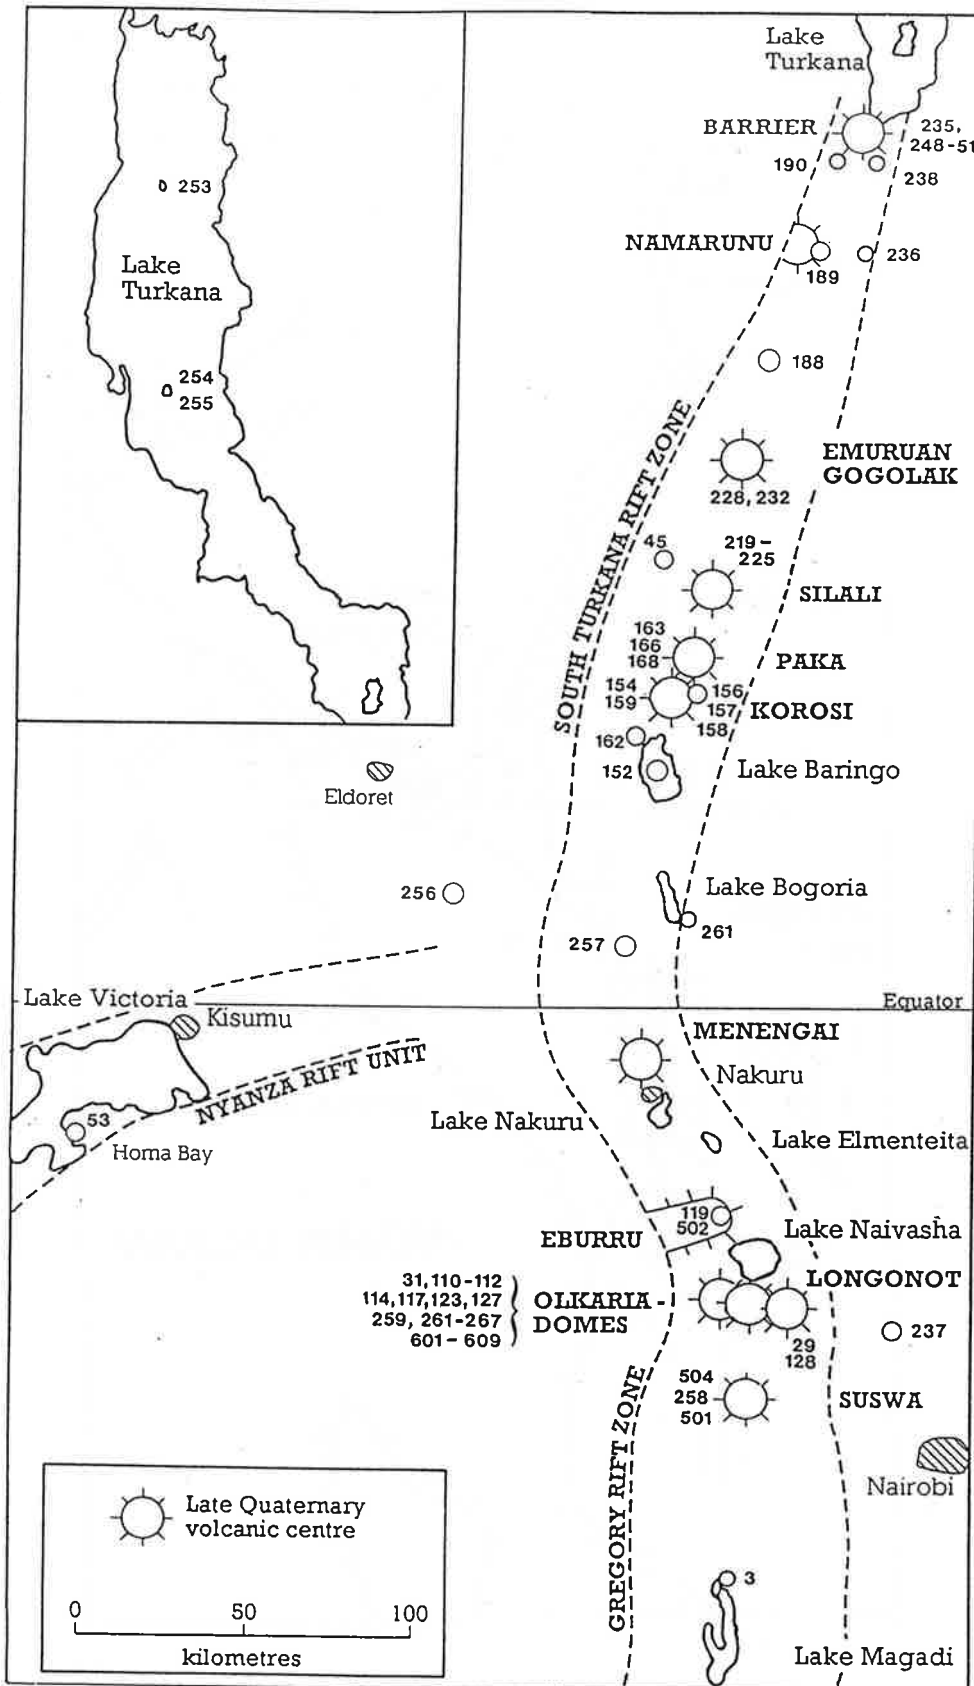 Lake
Turkana
BARRIER
235,
248-51
190
238
253
NAMARUNU
236
189
Lake
Turkana
188
254
255
SOUTH TURKANA RIFT ZONE
EMURUAN
GOGOLAK
228, 232
45
219-
225
SILALI
163
166
168
PAKA
154
159
156
157
158
KOROSI
162
152
Lake Baringo
Eldoret
256
Lake Bogoria
261
257
Lake Victoria
Equator
Kisumu
MENENGAI
NYANZA RIFT UNIT
Nakuru
Lake Nakuru
53
Homa Bay
Lake Elmenteita
119
502
EBURRU
Lake Naivasha
31, 110-112
114, 117, 123, 127
259, 261-267
601-609
OLKARIA-
DOMES
LONGONOT
237
29
128
504
258
501
SUSWA
GREGORY RIFT ZONE
Nairobi
Late Quaternary
volcanic centre
0 50 100
kilometres
3
Lake Magadi